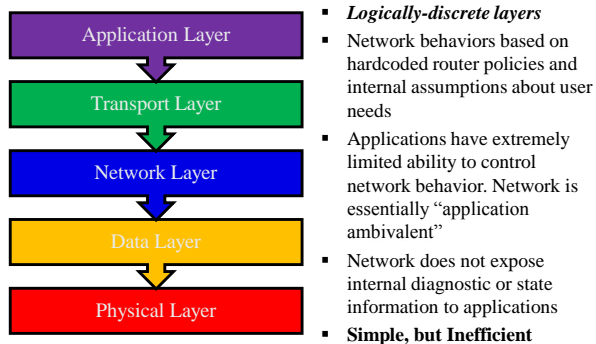 Application Layer
Transport Layer
Network Layer
Data Layer
Physical Layer
▪ Logically-discrete layers
▪ Network behaviors based on
hardcoded router policies and
internal assumptions about user
needs
▪ Applications have extremely
limited ability to control
network behavior. Network is
essentially “application
ambivalent”
▪ Network does not expose
internal diagnostic or state
information to applications
▪ Simple, but Inefficient